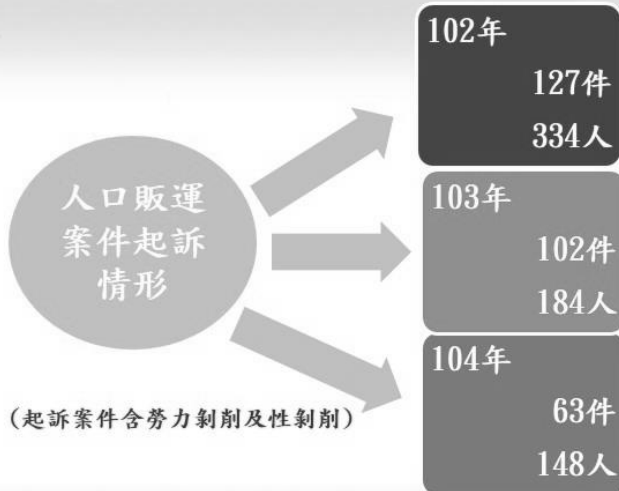 人口販運
案件起訴
情形
(起訴案件含勞力剝削及性剝削)
102年
127件
334人
103年
102件
184人
104年
63件
148人